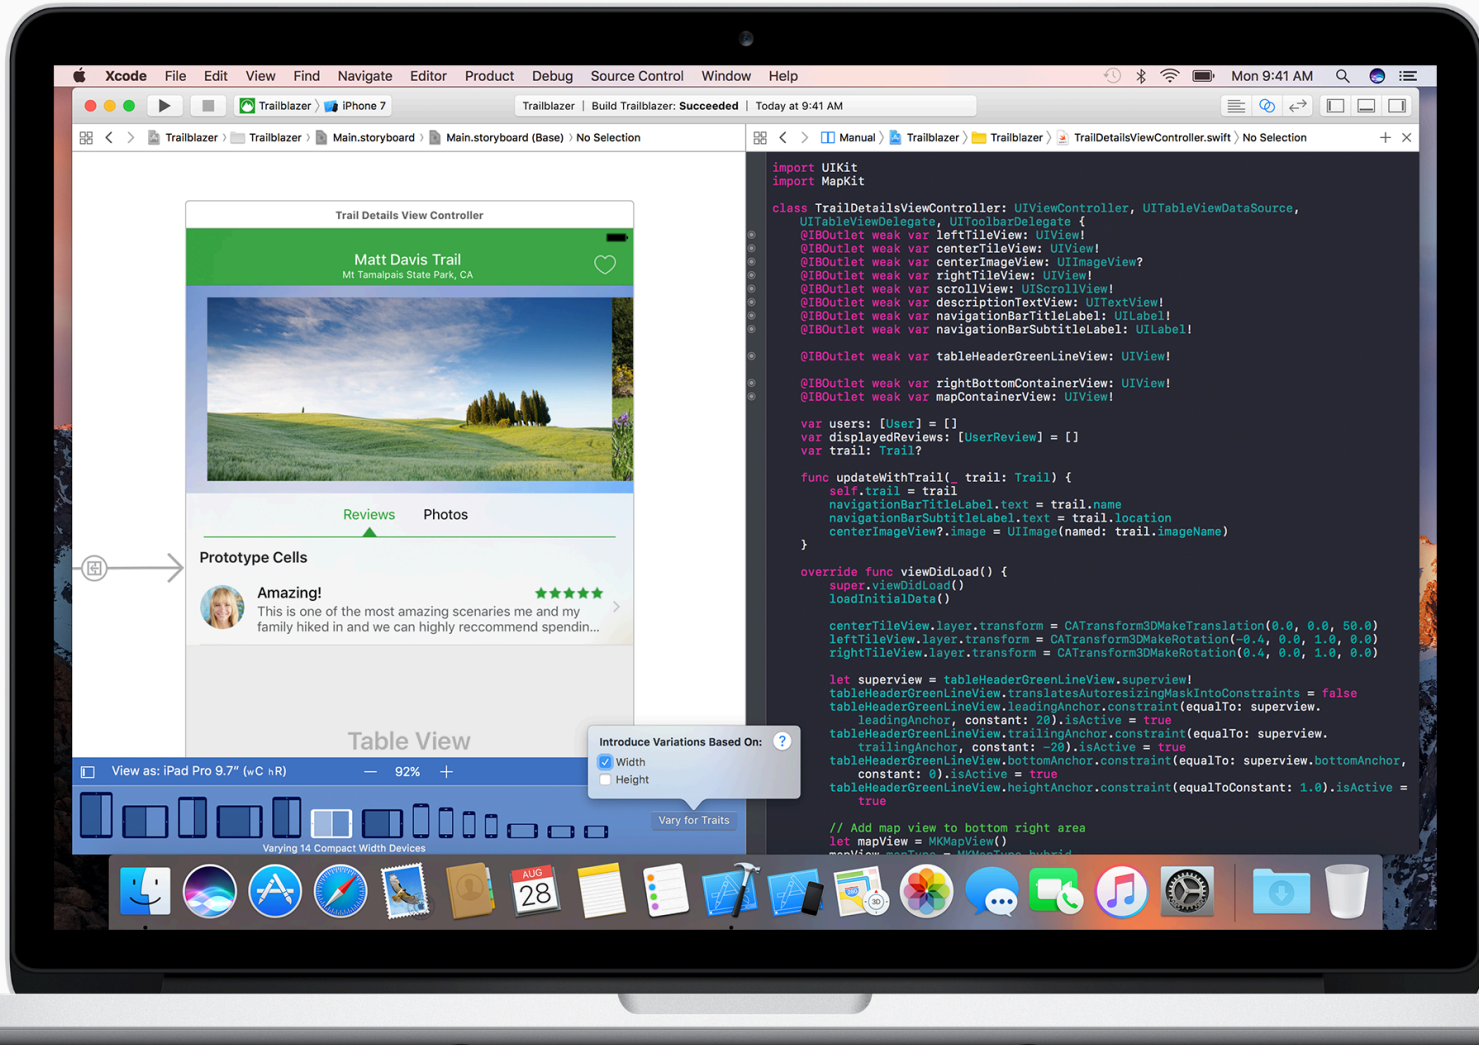 Xcode File Edit View Find Navigate Editor Product Debug Source Control Window Help Mon 9:41 AM
Trailblazer iPhone 7 Trailblazer | Build Trailblazer: Succeeded | Today at 9:41 AM
Trailblazer Trailblazer Main.storyboard Main.storyboard (Base) No Selection
Manual Trailblazer Trailblazer TrailDetailsViewController.swift No Selection
Trail Details View Controller
Matt Davis Trail
Mt Tamalpais State Park, CA
Reviews Photos
Prototype Cells
Amazing!
This is one of the most amazing scenaries me and my
family hiked in and we can highly reccommend spendin...
Table View
Introduce Variations Based On: ?
Width
Height
View as: iPad Pro 9.7” (wC hR) — 92% +
Vary for Traits
Varying 14 Compact Width Devices
import UIKit
import MapKit
class TrailDetailsViewController: UIViewController, UITableViewDataSource,
UITableViewDelegate, UIToolbarDelegate {
@IBOutlet weak var leftTileView: UIView!
@IBOutlet weak var centerTileView: UIView!
@IBOutlet weak var centerImageView: UIImageView?
@IBOutlet weak var rightTileView: UIView!
@IBOutlet weak var scrollView: UIScrollView!
@IBOutlet weak var descriptionTextView: UITextView!
@IBOutlet weak var navigationBarTitleLabel: UILabel!
@IBOutlet weak var navigationBarSubtitleLabel: UILabel!
@IBOutlet weak var tableHeaderGreenLineView: UIView!
@IBOutlet weak var rightBottomContainerView: UIView!
@IBOutlet weak var mapContainerView: UIView!
var users: [User] = []
var displayedReviews: [UserReview] = []
var trail: Trail?
func updateWithTrail(_ trail: Trail) {
self.trail = trail
navigationBarTitleLabel.text = trail.name
navigationBarSubtitleLabel.text = trail.location
centerImageView?.image = UIImage(named: trail.imageName)
}
override func viewDidLoad() {
super.viewDidLoad()
loadInitialData()
centerTileView.layer.transform = CATransform3DMakeTranslation(0.0, 0.0, 50.0)
leftTileView.layer.transform = CATransform3DMakeRotation(-0.4, 0.0, 1.0, 0.0)
rightTileView.layer.transform = CATransform3DMakeRotation(0.4, 0.0, 1.0, 0.0)
let superview = tableHeaderGreenLineView.superview!
tableHeaderGreenLineView.translatesAutoresizingMaskIntoConstraints = false
tableHeaderGreenLineView.leadingAnchor.constraint(equalTo: superview.
leadingAnchor, constant: 20).isActive = true
tableHeaderGreenLineView.trailingAnchor.constraint(equalTo: superview.
trailingAnchor, constant: -20).isActive = true
tableHeaderGreenLineView.bottomAnchor.constraint(equalTo: superview.bottomAnchor,
constant: 0).isActive = true
tableHeaderGreenLineView.heightAnchor.constraint(equalToConstant: 1.0).isActive =
true
// Add map view to bottom right area
let mapView = MKMapView()
mapView.mapType = MKMapType.hybrid
AUG
28
3D